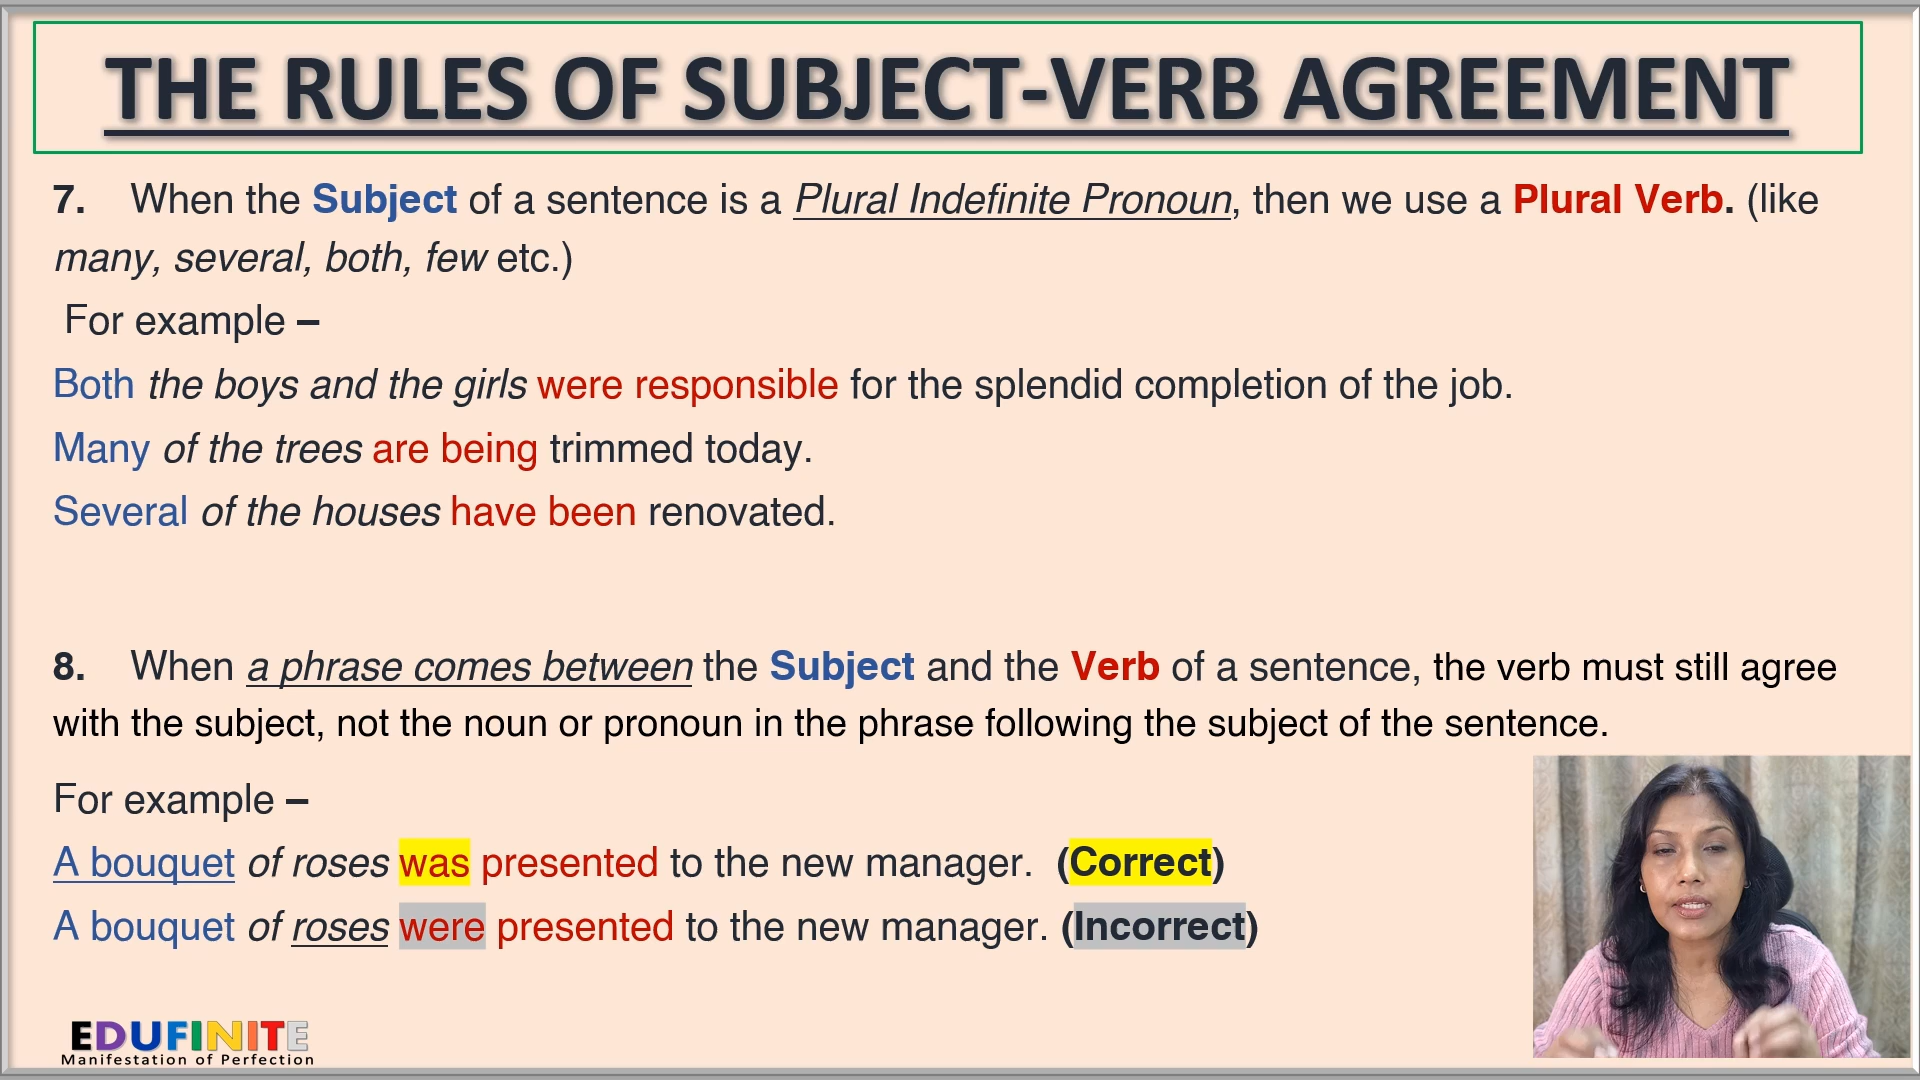 THE RULES OF SUBJECT-VERB AGREEMENT
7. When the Subject of a sentence is a Plural Indefinite Pronoun, then we use a Plural Verb. (like
many, several, both, few etc.)
For example –
Both the boys and the girls were responsible for the splendid completion of the job.
Many of the trees are being trimmed today.
Several of the houses have been renovated.
8. When a phrase comes between the Subject and the Verb of a sentence, the verb must still agree
with the subject, not the noun or pronoun in the phrase following the subject of the sentence.
For example –
A bouquet of roses was presented to the new manager. (Correct)
A bouquet of roses were presented to the new manager. (Incorrect)
EDUFINITE
Manifestation of Perfection